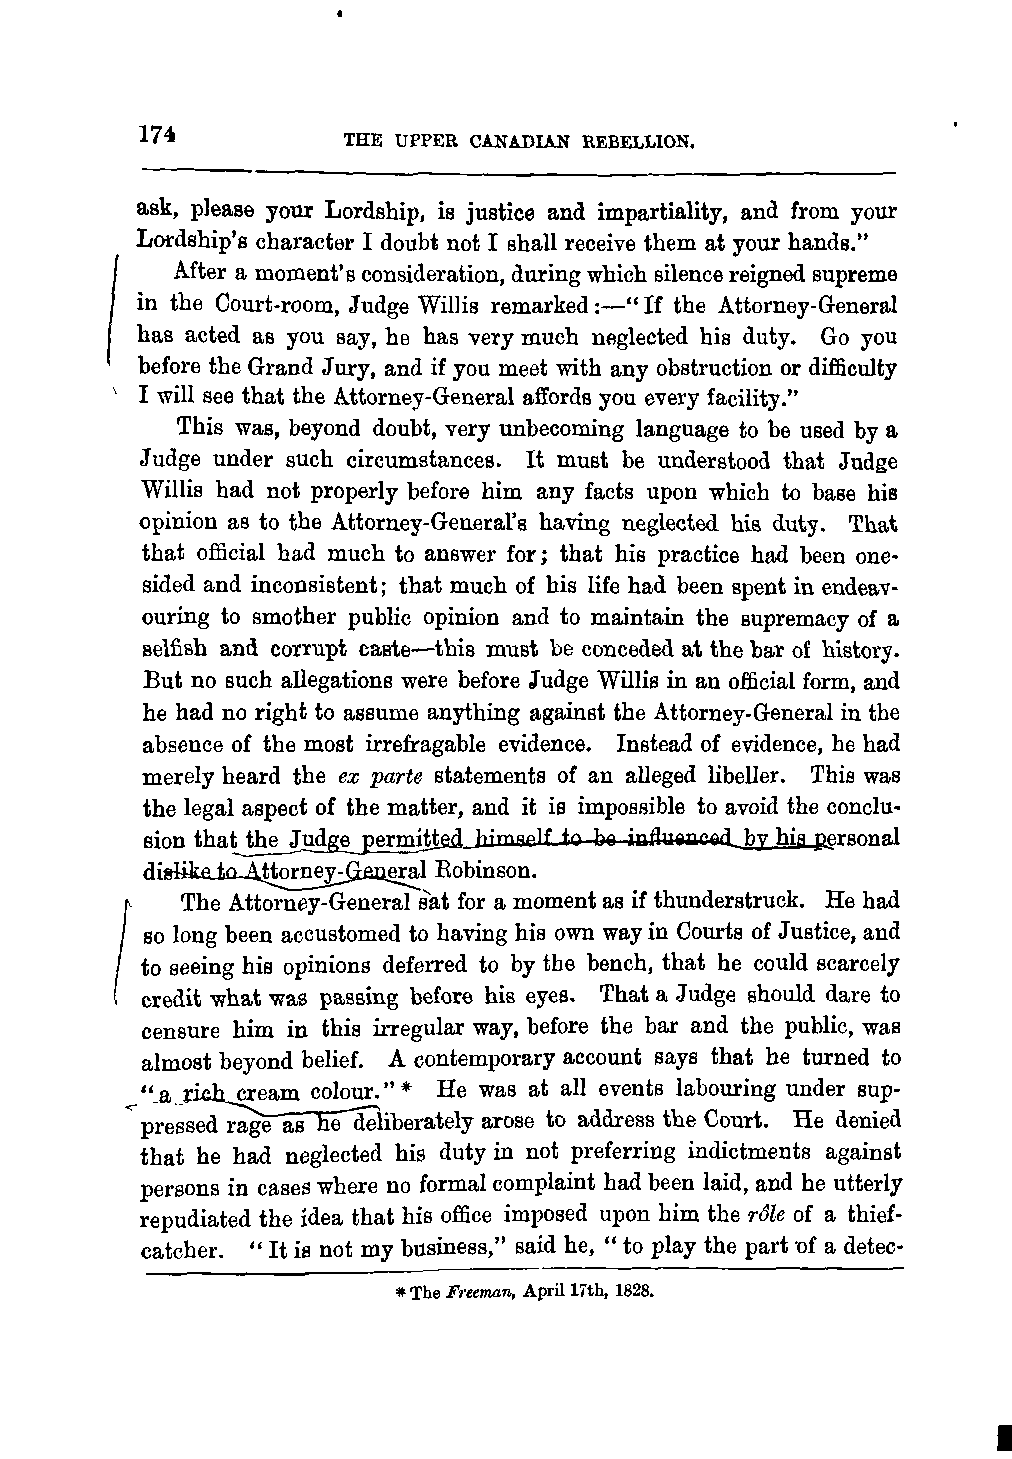 174
THE UPPER CANADIAN REBELLION.
ask, please your Lordship, is justice and impartiality, and from your
Lordship's character I doubt not I shall receive them at your hands."
After a moment's consideration, during which silence reigned supreme
in the Court-room, Judge Willis remarked:—"If the Attorney-General
has acted as you say, he has very much neglected his duty. Go you
before the Grand Jury, and if you meet with any obstruction or difficulty
I will see that the Attorney-General affords you every facility."
This was, beyond doubt, very unbecoming language to be used by a
Judge under such circumstances. It must be understood that Judge
Willis had not properly before him any facts upon which to base his
opinion as to the Attorney-General's having neglected his duty. That
that official had much to answer for; that his practice had been one-
sided and inconsistent; that much of his life had been spent in endeav-
ouring to smother public opinion and to maintain the supremacy of a
selfish and corrupt caste—this must be conceded at the bar of history.
But no such allegations were before Judge Willis in an official form, and
he had no right to assume anything against the Attorney-General in the
absence of the most irrefragable evidence. Instead of evidence, he had
merely heard the ex parte statements of an alleged libeller. This was
the legal aspect of the matter, and it is impossible to avoid the conclu-
sion that the Judge permitted himself to be influenced by his personal
dislike to Attorney-General Robinson.
The Attorney-General sat for a moment as if thunderstruck. He had
so long been accustomed to having his own way in Courts of Justice, and
to seeing his opinions deferred to by the bench, that he could scarcely
credit what was passing before his eyes. That a Judge should dare to
censure him in this irregular way, before the bar and the public, was
almost beyond belief. A contemporary account says that he turned to
"a rich cream colour."* He was at all events labouring under sup-
pressed rage as he deliberately arose to address the Court. He denied
that he had neglected his duty in not preferring indictments against
persons in cases where no formal complaint had been laid, and he utterly
repudiated the idea that his office imposed upon him the rôle of a thief-
catcher. "It is not my business," said he, "to play the part of a detec-
* The Freeman, April 17th, 1828.